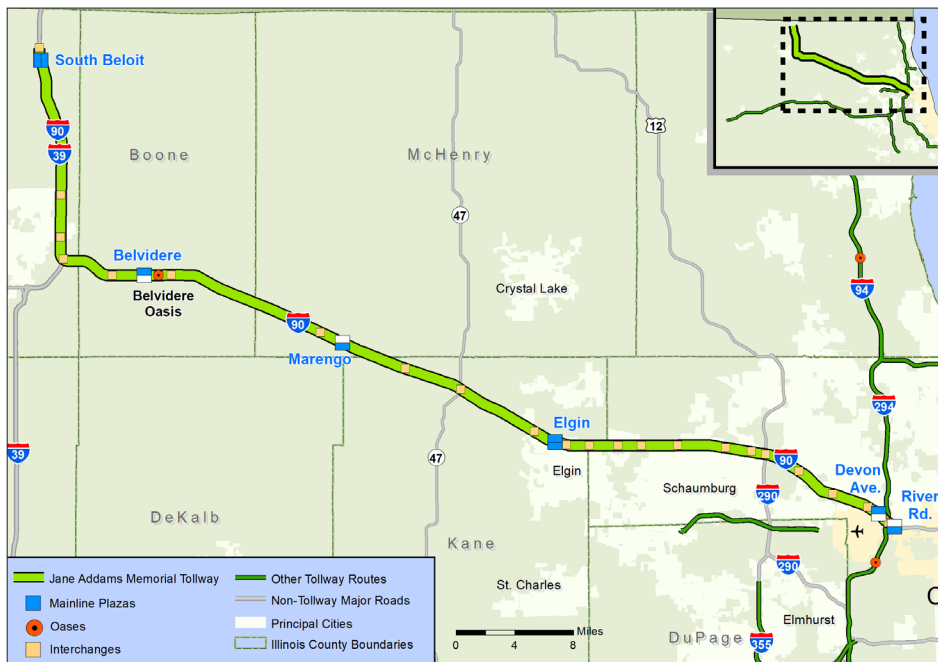 South Beloit
90
39
Boone
McHenry
12
47
Belvidere
Belvidere
Oasis
Crystal Lake
94
90
Marengo
294
Elgin
Elgin
39
47
90
Devon
Ave.
River
Rd.
Schaumburg
290
DeKalb
Kane
290
St. Charles
Elmhurst
DuPage
355
C
Jane Addams Memorial Tollway
Mainline Plazas
Oases
Interchanges
Other Tollway Routes
Non-Tollway Major Roads
Principal Cities
Illinois County Boundaries
0 4 8 Miles